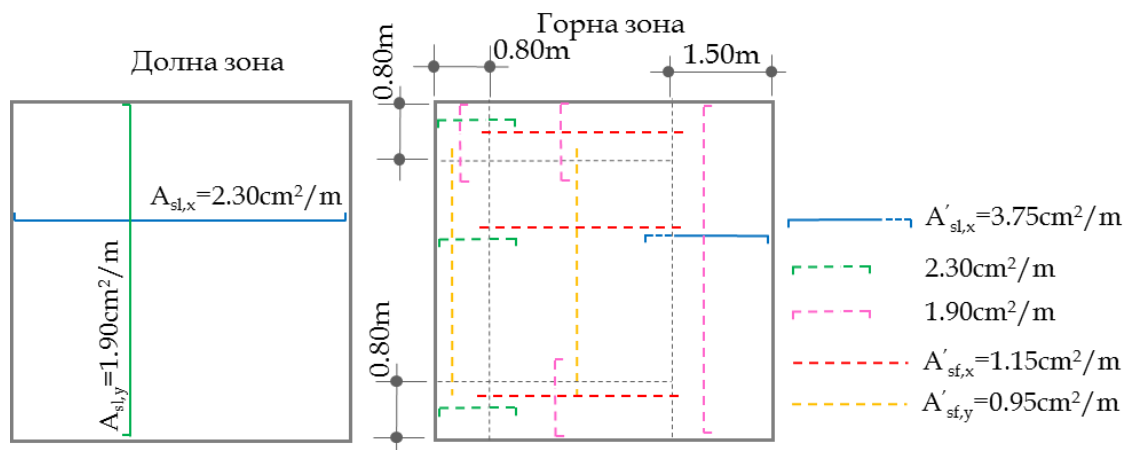 Долна зона
A_sl,x=2.30cm²/m
A_sl,y=1.90cm²/m
Горна зона
0.80m
0.80m
1.50m
0.80m
A′_sl,x=3.75cm²/m
2.30cm²/m
1.90cm²/m
A′_sf,x=1.15cm²/m
A′_sf,y=0.95cm²/m